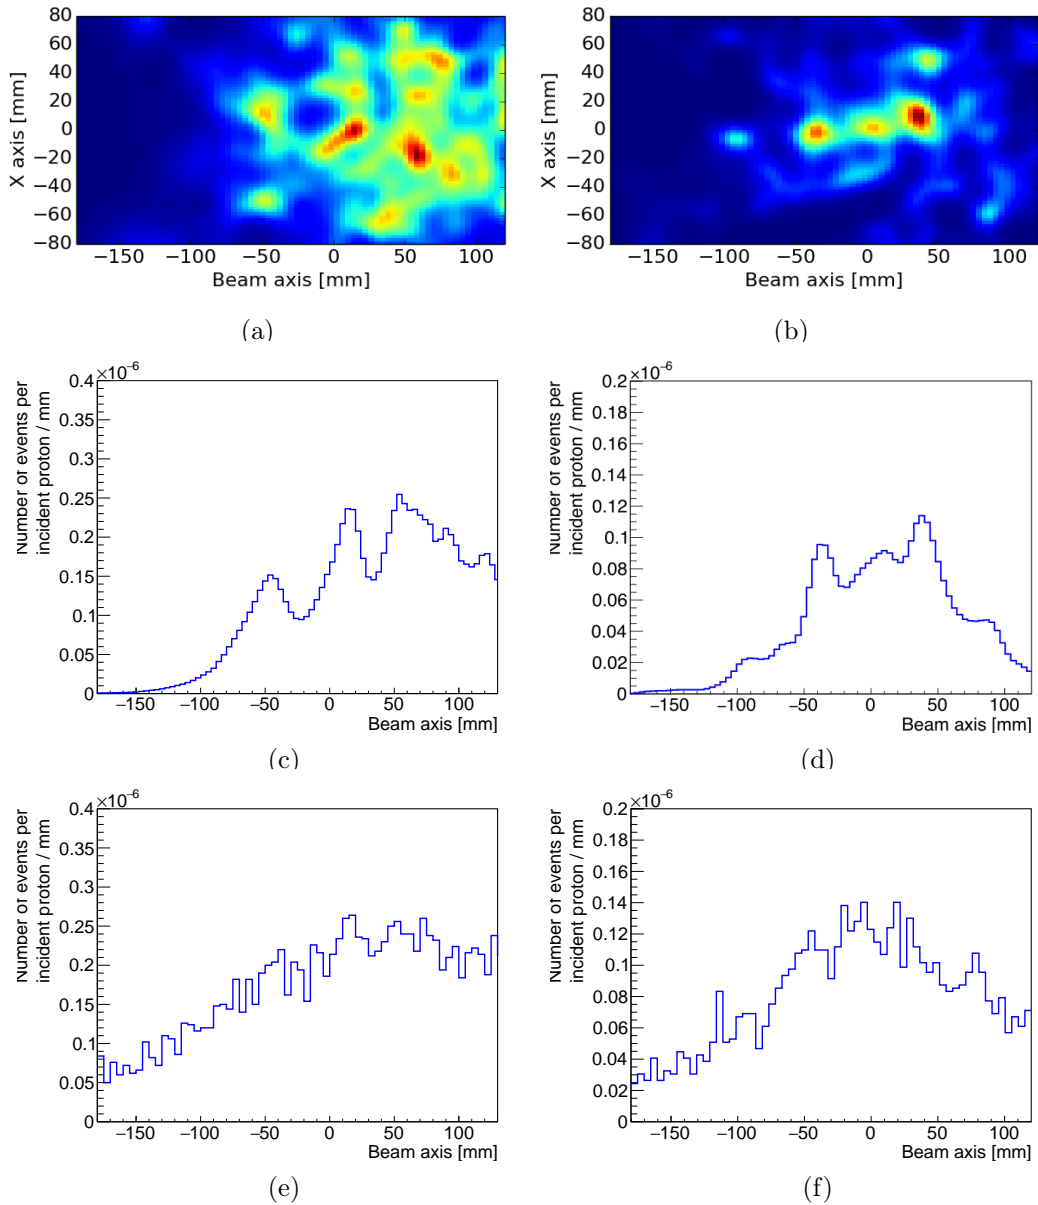 80
60
40
20
0
−20
−40
−60
−80
X axis [mm]
−150 −100 −50 0 50 100
Beam axis [mm]
(a)
80
60
40
20
0
−20
−40
−60
−80
X axis [mm]
−150 −100 −50 0 50 100
Beam axis [mm]
(b)
×10⁻⁶
0.4
0.35
0.3
0.25
0.2
0.15
0.1
0.05
0
Number of events per
incident proton / mm
−150 −100 −50 0 50 100
Beam axis [mm]
(c)
×10⁻⁶
0.2
0.18
0.16
0.14
0.12
0.1
0.08
0.06
0.04
0.02
0
Number of events per
incident proton / mm
−150 −100 −50 0 50 100
Beam axis [mm]
(d)
×10⁻⁶
0.4
0.35
0.3
0.25
0.2
0.15
0.1
0.05
0
Number of events per
incident proton / mm
−150 −100 −50 0 50 100
Beam axis [mm]
(e)
×10⁻⁶
0.2
0.18
0.16
0.14
0.12
0.1
0.08
0.06
0.04
0.02
0
Number of events per
incident proton / mm
−150 −100 −50 0 50 100
Beam axis [mm]
(f)